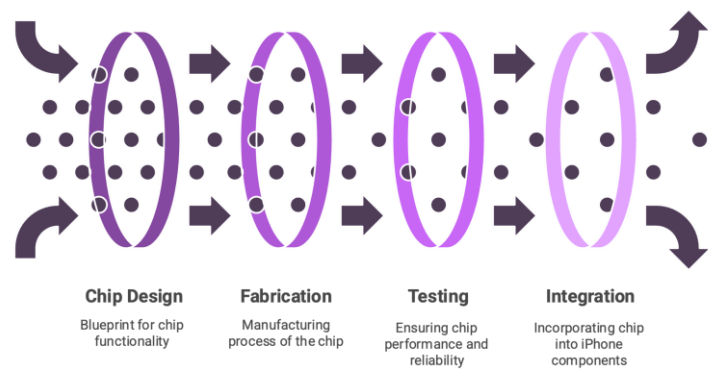 Chip Design
Blueprint for chip
functionality
Fabrication
Manufacturing
process of the chip
Testing
Ensuring chip
performance and
reliability
Integration
Incorporating chip
into iPhone
components